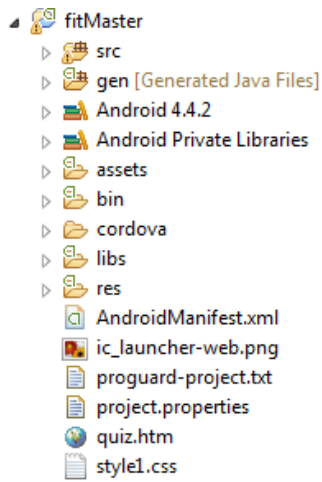 fitMaster
src
gen [Generated Java Files]
Android 4.4.2
Android Private Libraries
assets
bin
cordova
libs
res
AndroidManifest.xml
ic_launcher-web.png
proguard-project.txt
project.properties
quiz.htm
style1.css